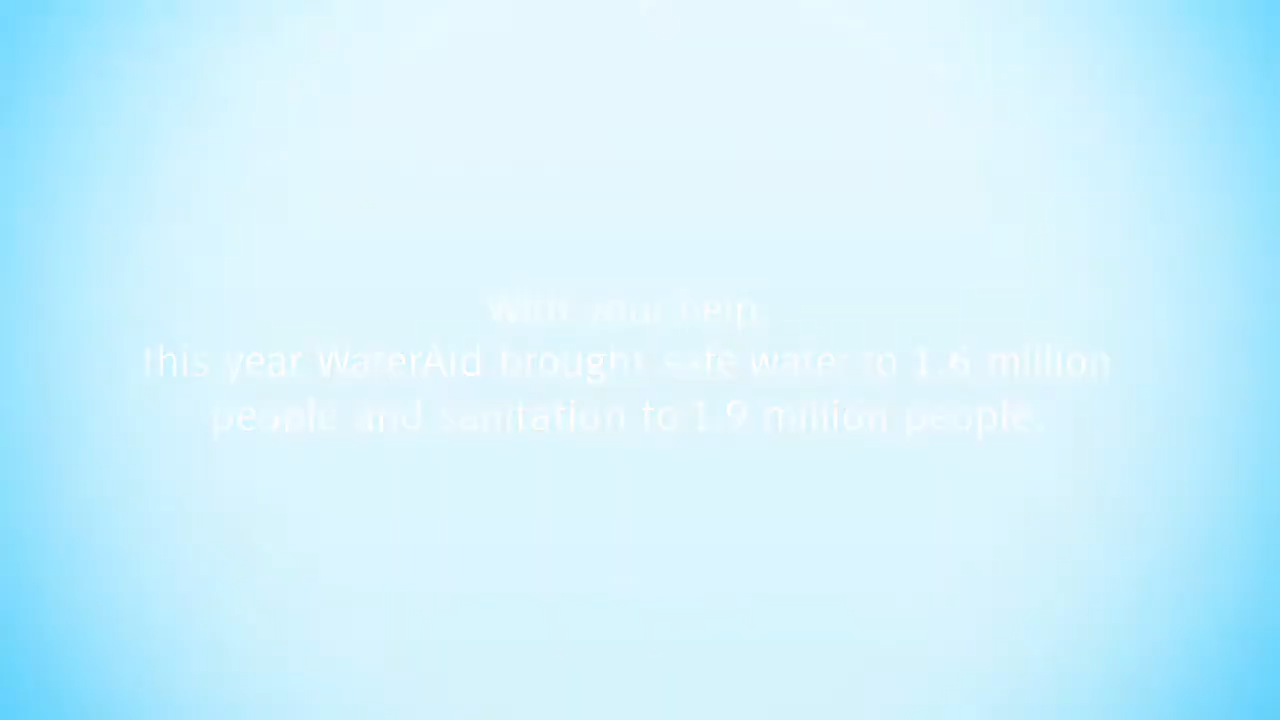 With your help,
this year WaterAid brought safe water to 1.6 million
people and sanitation to 1.9 million people.